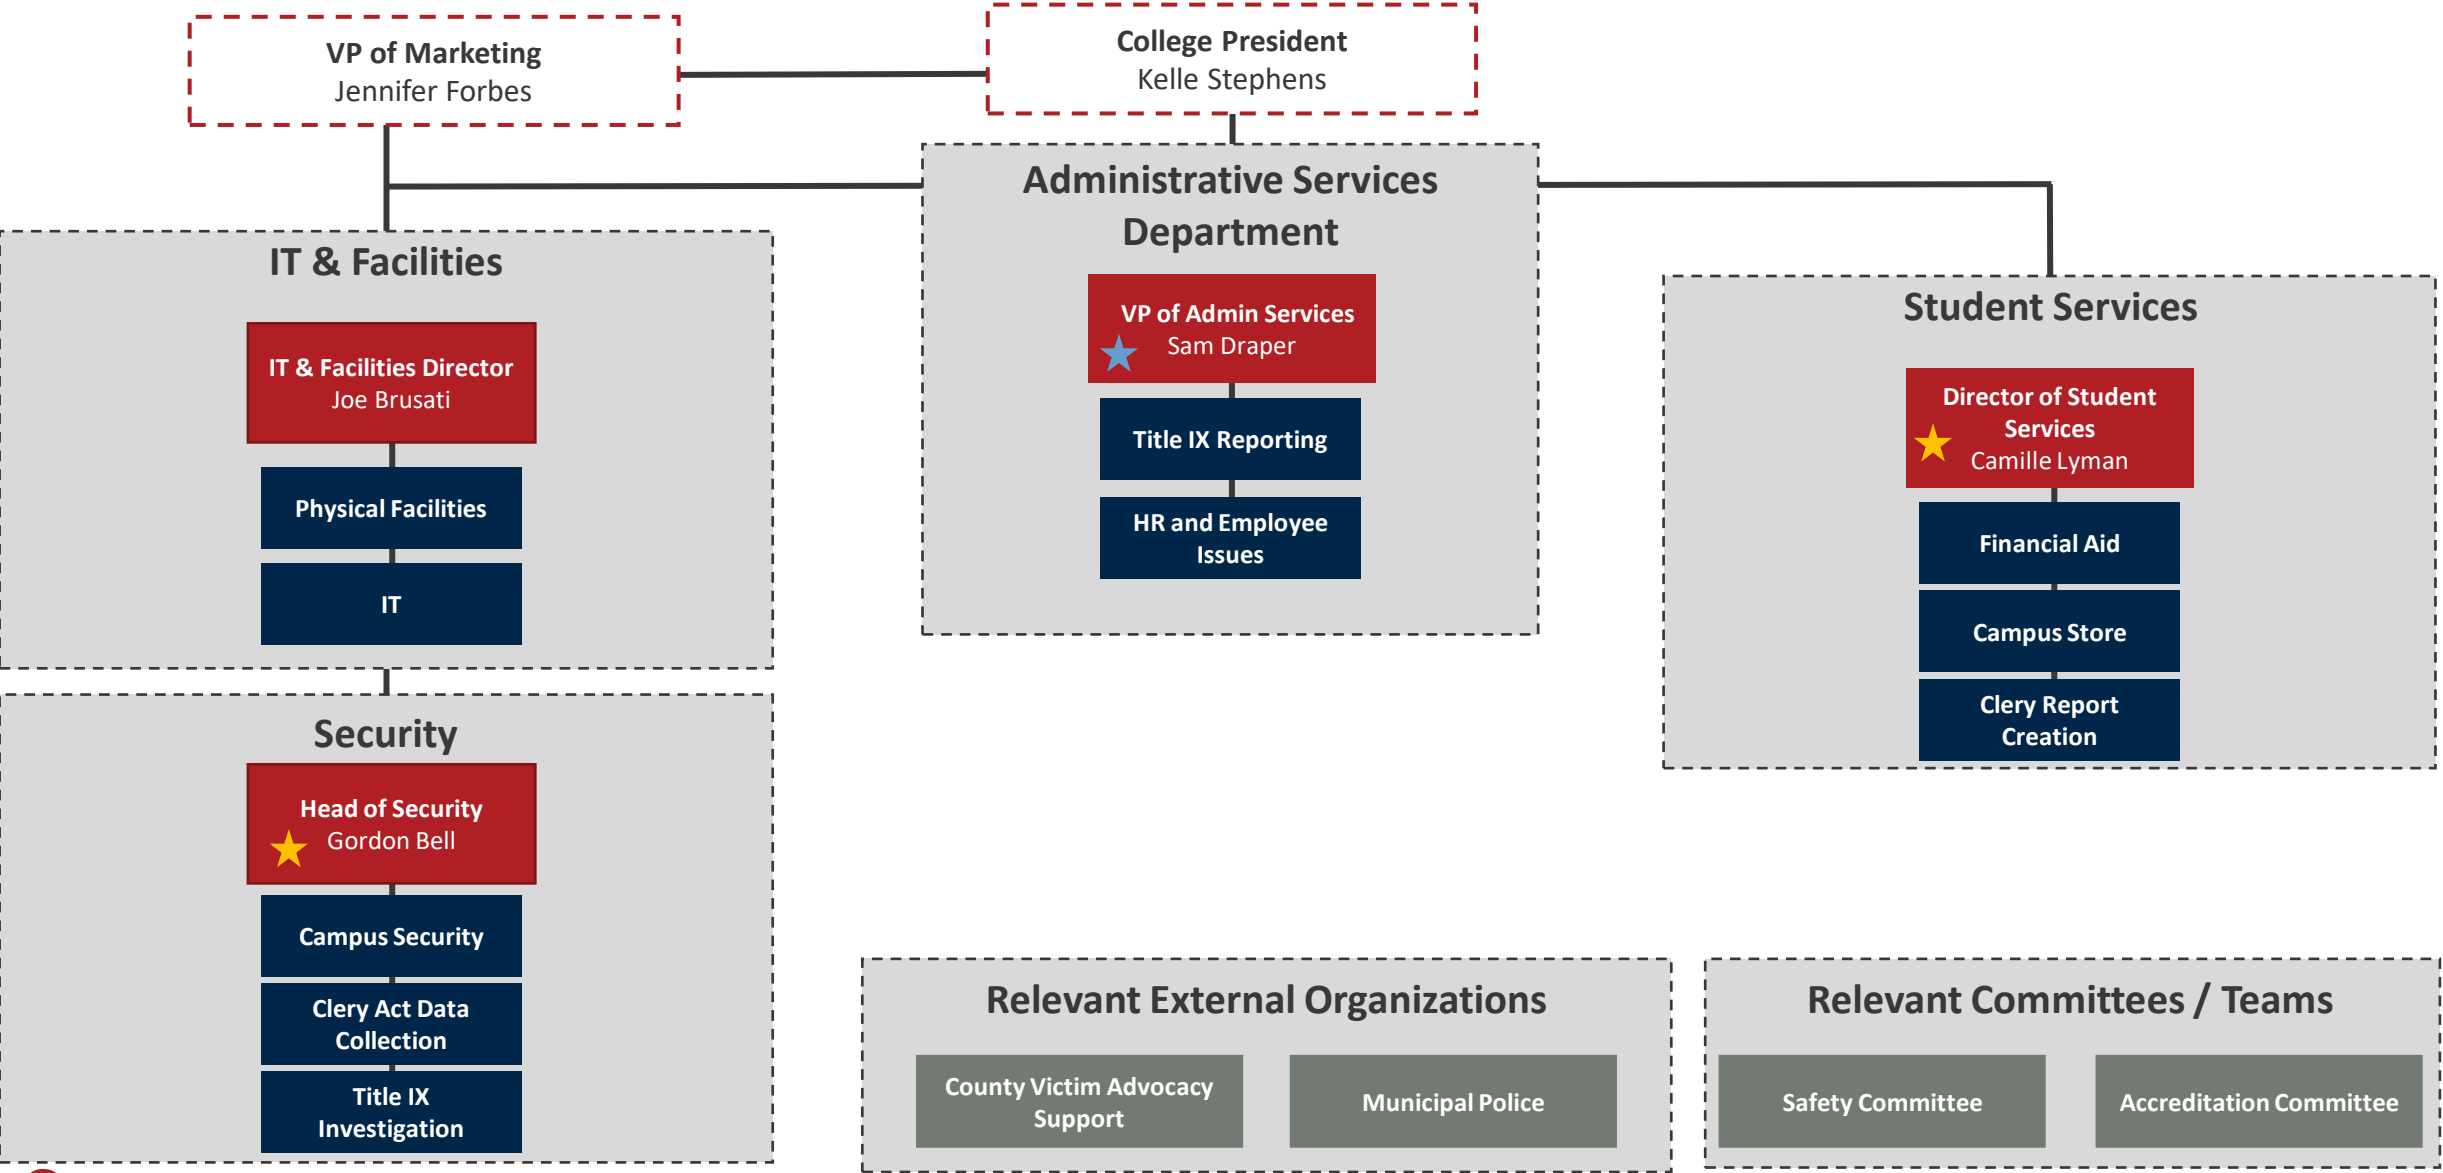 VP of Marketing
Jennifer Forbes
College President
Kelle Stephens
Administrative Services
Department
VP of Admin Services
Sam Draper
Title IX Reporting
HR and Employee
Issues
IT & Facilities
IT & Facilities Director
Joe Brusati
Physical Facilities
IT
Student Services
Director of Student
Services
Camille Lyman
Financial Aid
Campus Store
Clery Report
Creation
Security
Head of Security
Gordon Bell
Campus Security
Clery Act Data
Collection
Title IX
Investigation
Relevant External Organizations
County Victim Advocacy
Support
Municipal Police
Relevant Committees / Teams
Safety Committee
Accreditation Committee